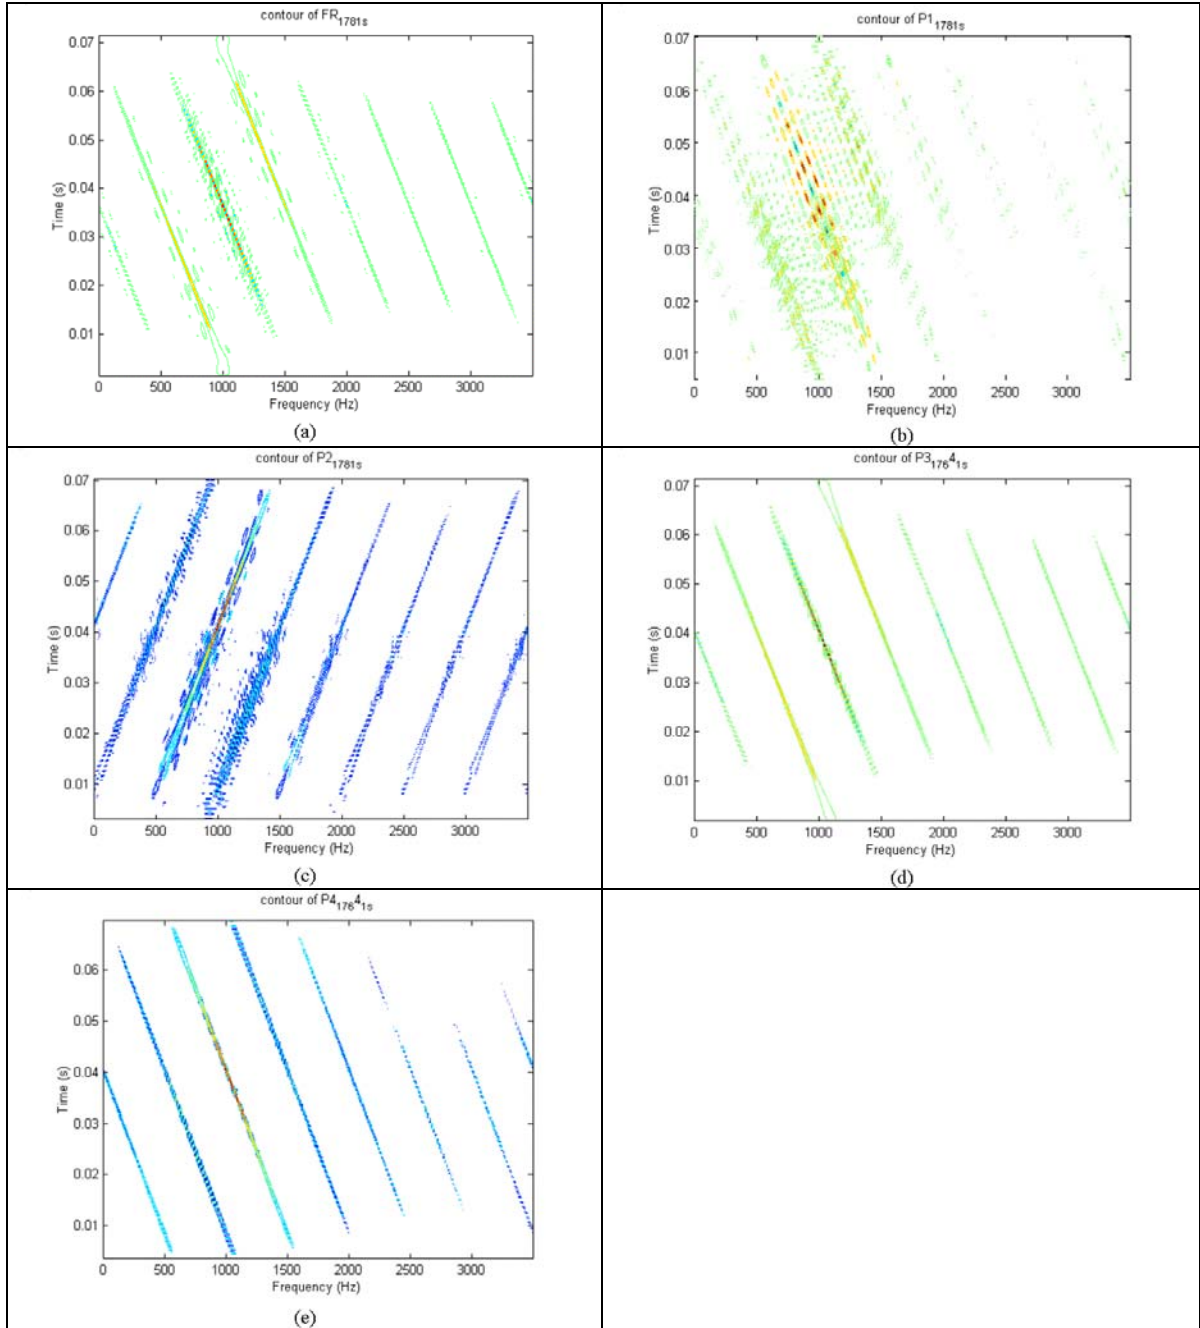 contour of FR1781s
0.07
0.06
0.05
0.04
0.03
0.02
0.01
Time (s)
0 500 1000 1500 2000 2500 3000
Frequency (Hz)
(a)
contour of P11781s
0.07
0.06
0.05
0.04
0.03
0.02
0.01
Time (s)
0 500 1000 1500 2000 2500 3000
Frequency (Hz)
(b)
contour of P21781s
0.07
0.06
0.05
0.04
0.03
0.02
0.01
Time (s)
0 500 1000 1500 2000 2500 3000
Frequency (Hz)
(c)
contour of P317641s
0.07
0.06
0.05
0.04
0.03
0.02
0.01
Time (s)
0 500 1000 1500 2000 2500 3000
Frequency (Hz)
(d)
contour of P417641s
0.06
0.05
0.04
0.03
0.02
0.01
Time (s)
0 500 1000 1500 2000 2500 3000
Frequency (Hz)
(e)